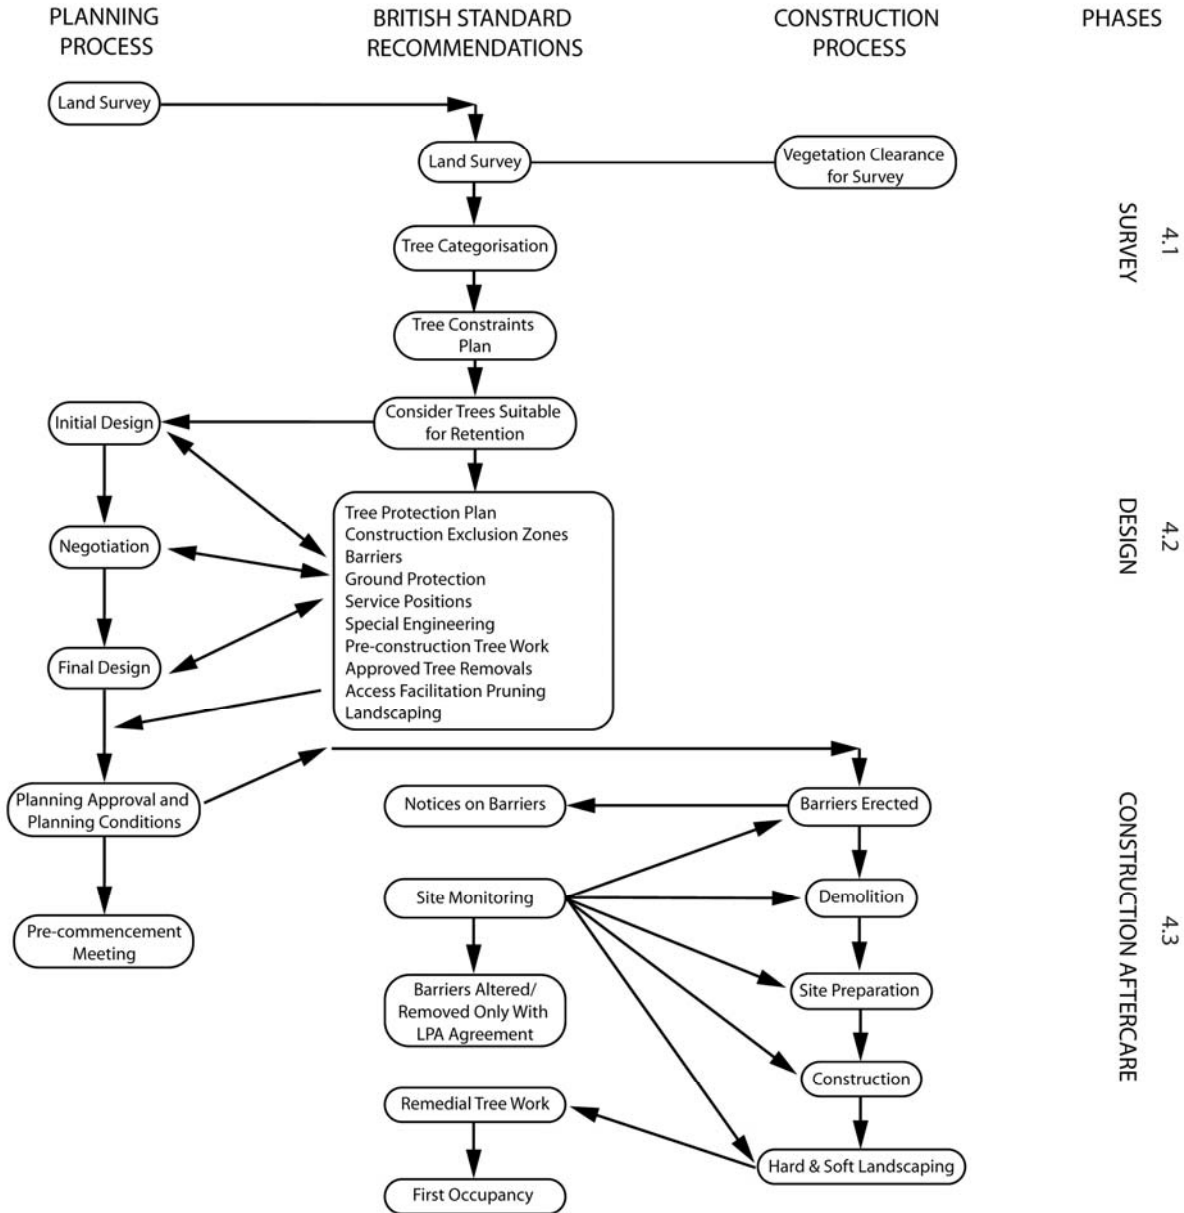 PLANNING
PROCESS
BRITISH STANDARD
RECOMMENDATIONS
CONSTRUCTION
PROCESS
PHASES
Land Survey
Land Survey
Vegetation Clearance
for Survey
Tree Categorisation
4.1
SURVEY
Tree Constraints
Plan
Initial Design
Consider Trees Suitable
for Retention
Negotiation
Final Design
Tree Protection Plan
Construction Exclusion Zones
Barriers
Ground Protection
Service Positions
Special Engineering
Pre-construction Tree Work
Approved Tree Removals
Access Facilitation Pruning
Landscaping
4.2
DESIGN
Planning Approval and
Planning Conditions
Notices on Barriers
Barriers Erected
Site Monitoring
Demolition
Pre-commencement
Meeting
4.3
CONSTRUCTION AFTERCARE
Barriers Altered/
Removed Only With
LPA Agreement
Site Preparation
Construction
Remedial Tree Work
Hard & Soft Landscaping
First Occupancy